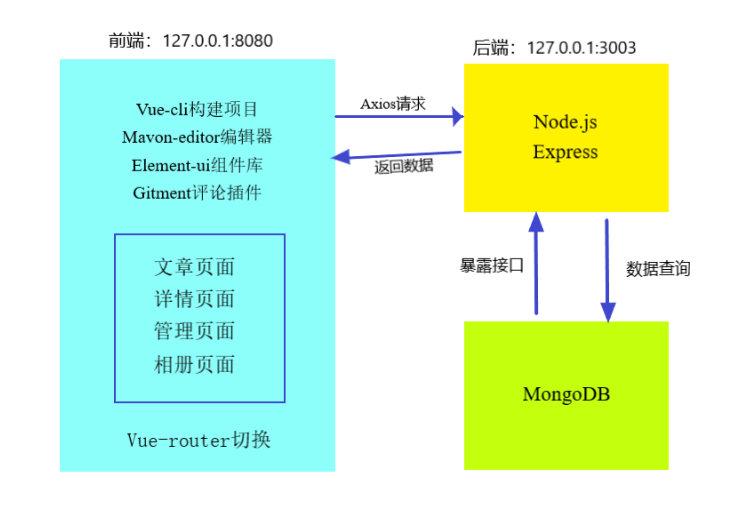 前端：127.0.0.1:8080
Vue-cli构建项目
Mavon-editor编辑器
Element-ui组件库
Gitment评论插件
文章页面
详情页面
管理页面
相册页面
Vue-router切换
Axios请求
返回数据
后端：127.0.0.1:3003
Node.js
Express
暴露接口
数据查询
MongoDB